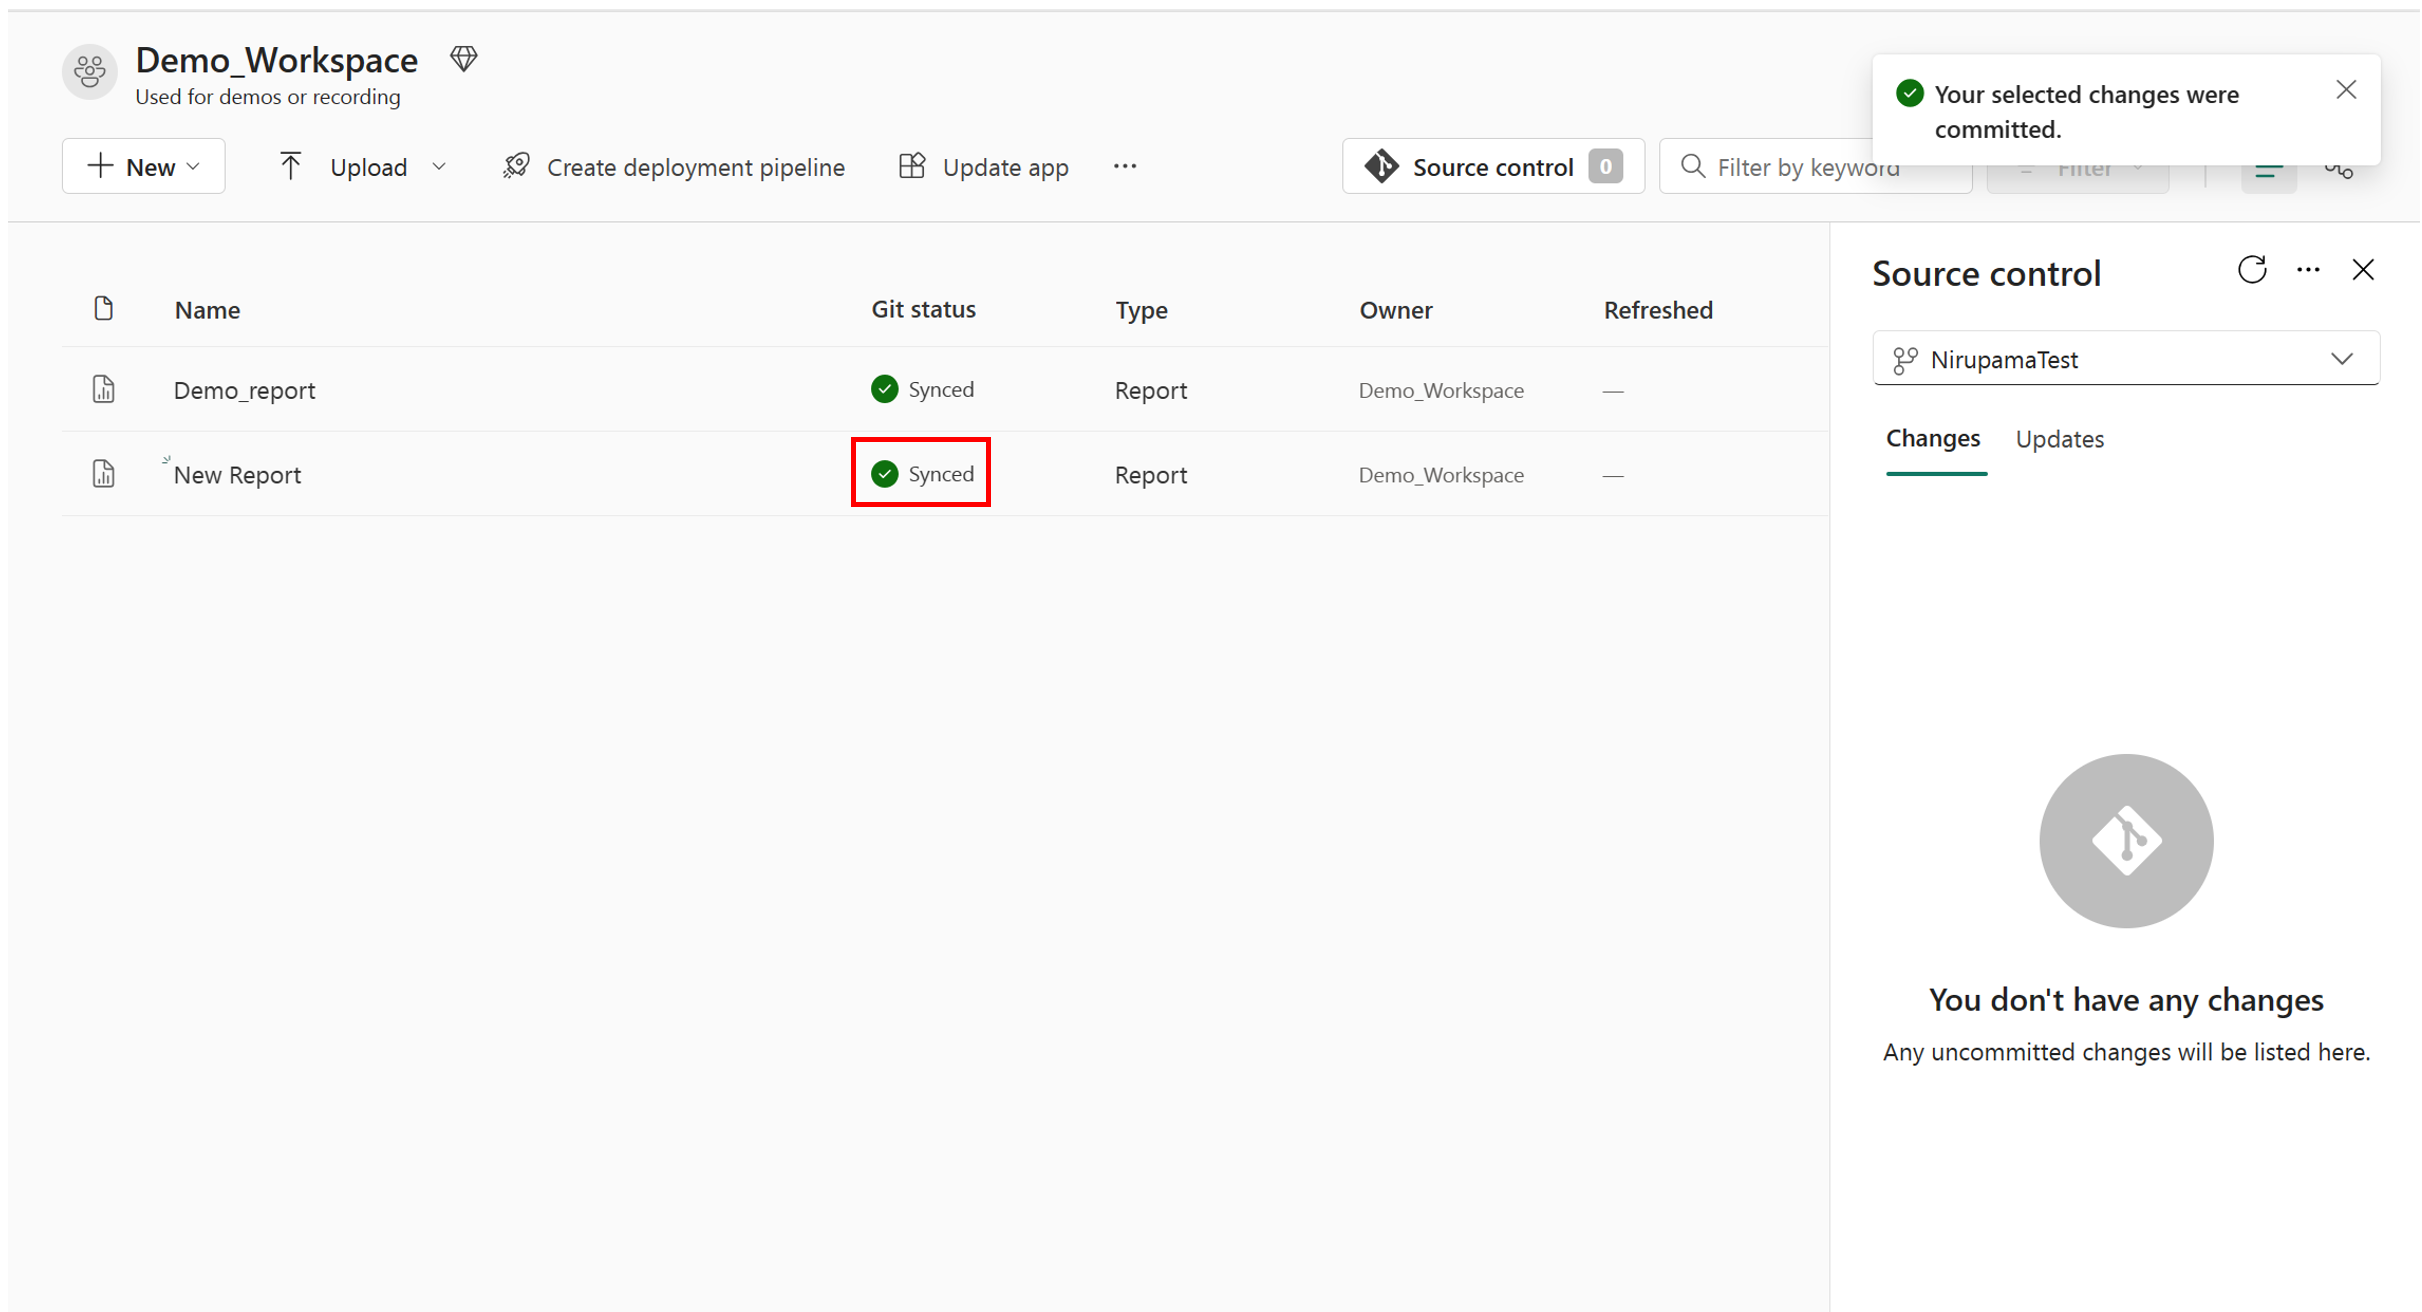 Demo_Workspace
Used for demos or recording
Your selected changes were
committed.
New
Upload
Create deployment pipeline
Update app
Source control 0
Filter by keyword
Filter
Name Git status Type Owner Refreshed
Demo_report Synced Report Demo_Workspace —
New Report Synced Report Demo_Workspace —
Source control
NirupamaTest
Changes Updates
You don't have any changes
Any uncommitted changes will be listed here.